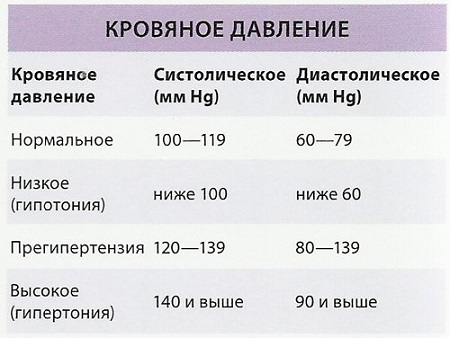 КРОВЯНОЕ ДАВЛЕНИЕ
Кровяное давление Систолическое (мм Hg) Диастолическое (мм Hg)
Нормальное 100—119 60—79
Низкое (гипотония) ниже 100 ниже 60
Прегипертензия 120—139 80—139
Высокое (гипертония) 140 и выше 90 и выше